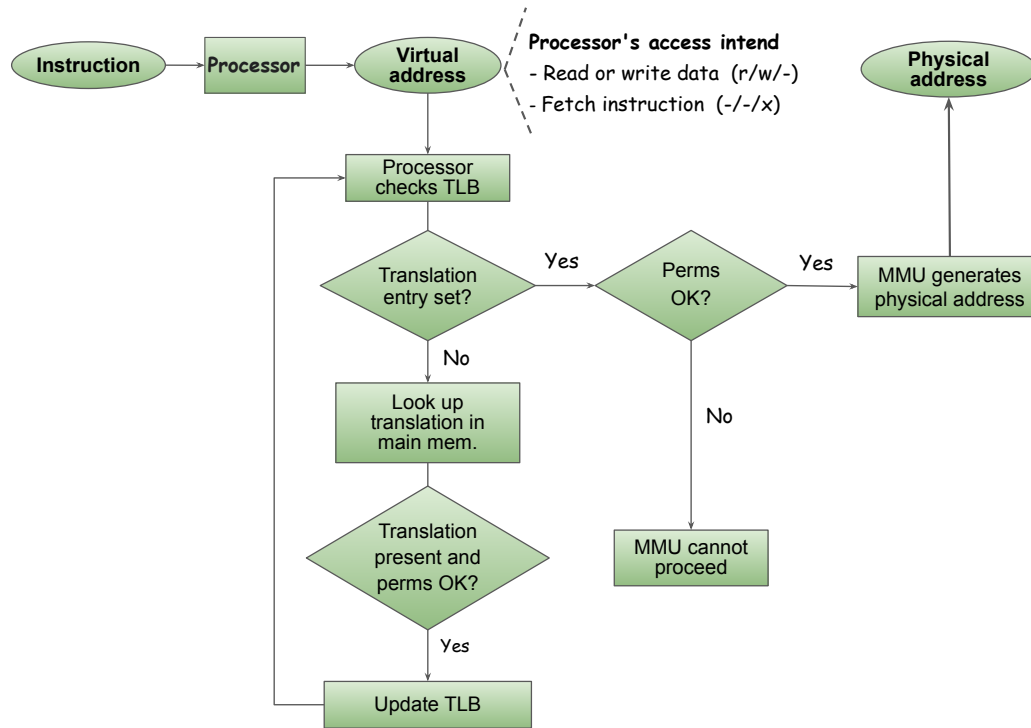 Instruction
Processor
Virtual
address
Processor's access intend
- Read or write data (r/w/-)
- Fetch instruction (-/-/x)
Physical
address
Processor
checks TLB
Translation
entry set?
Yes
Perms
OK?
Yes
MMU generates
physical address
No
Look up
translation in
main mem.
No
Translation
present and
perms OK?
MMU cannot
proceed
Yes
Update TLB